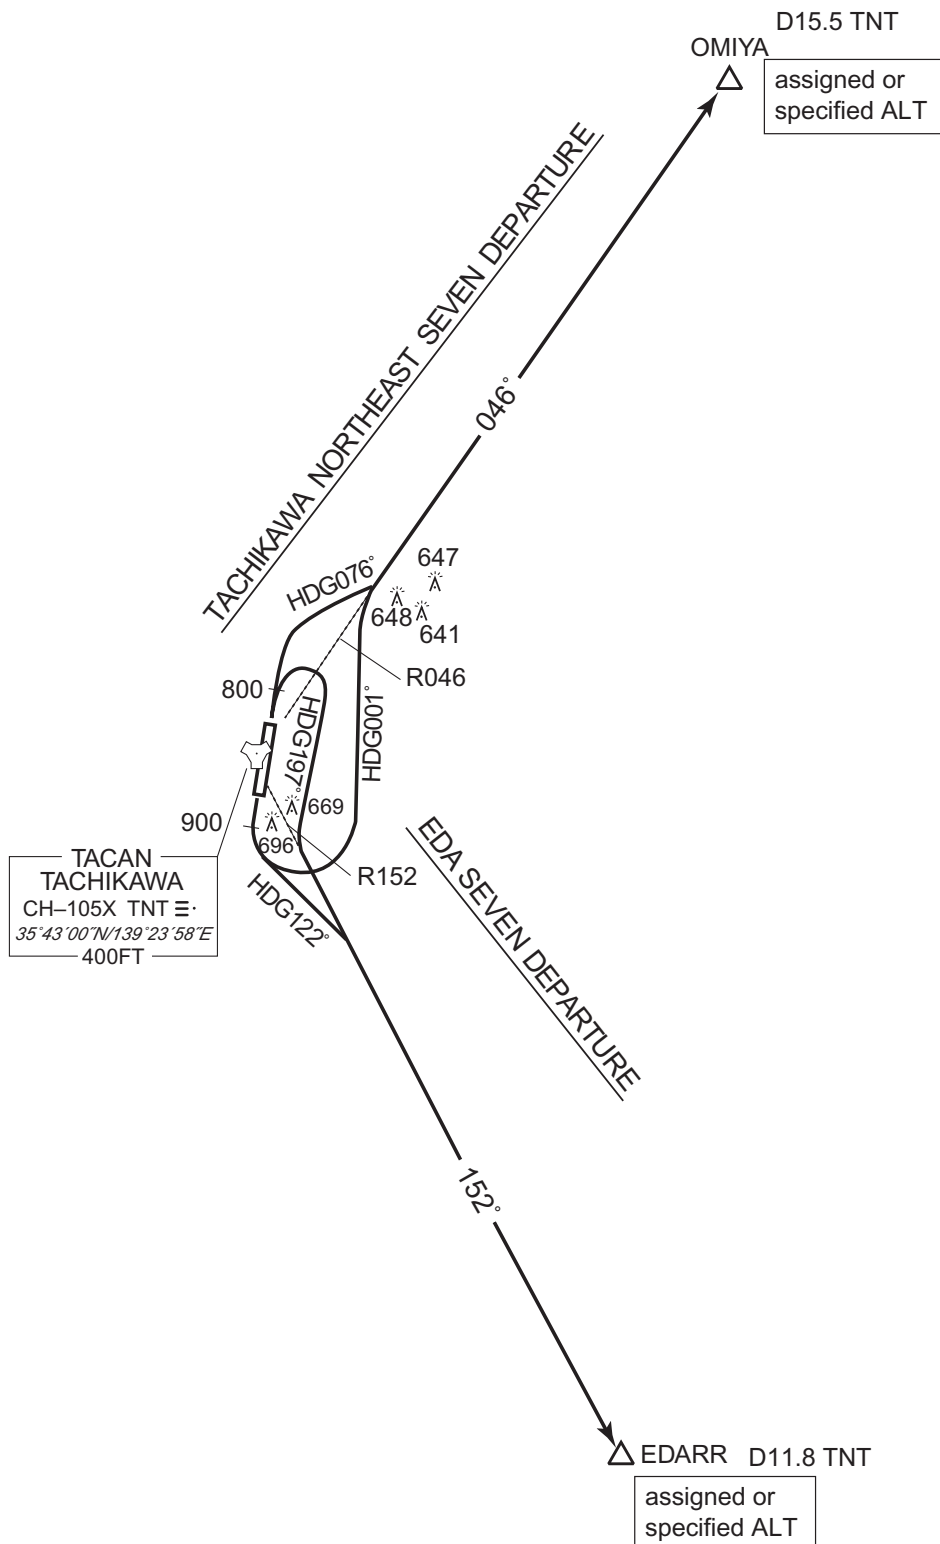 D15.5 TNT
OMIYA
assigned or
specified ALT
TACHIKAWA NORTHEAST SEVEN DEPARTURE
046°
HDG076°
647
648
641
R046
800
HDG197°
HDG001°
669
900
696
R152
EDA SEVEN DEPARTURE
TACAN
TACHIKAWA
CH–105X TNT
35°43′00″N/139°23′58″E
400FT
HDG122°
152°
EDARR D11.8 TNT
assigned or
specified ALT